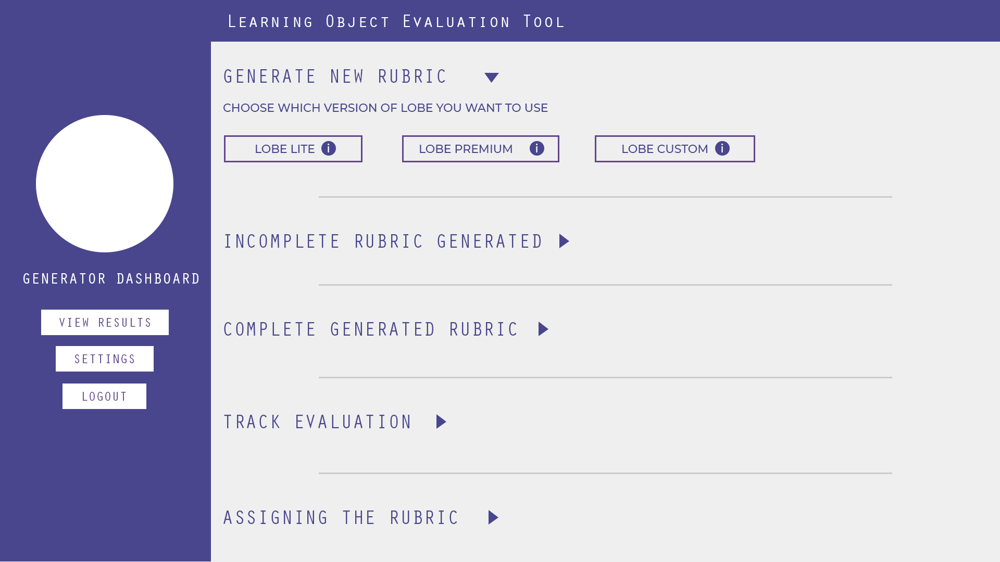 Learning Object Evaluation Tool
GENERATOR DASHBOARD
VIEW RESULTS
SETTINGS
LOGOUT
GENERATE NEW RUBRIC
CHOOSE WHICH VERSION OF LOBE YOU WANT TO USE
LOBE LITE i
LOBE PREMIUM i
LOBE CUSTOM i
INCOMPLETE RUBRIC GENERATED
COMPLETE GENERATED RUBRIC
TRACK EVALUATION
ASSIGNING THE RUBRIC